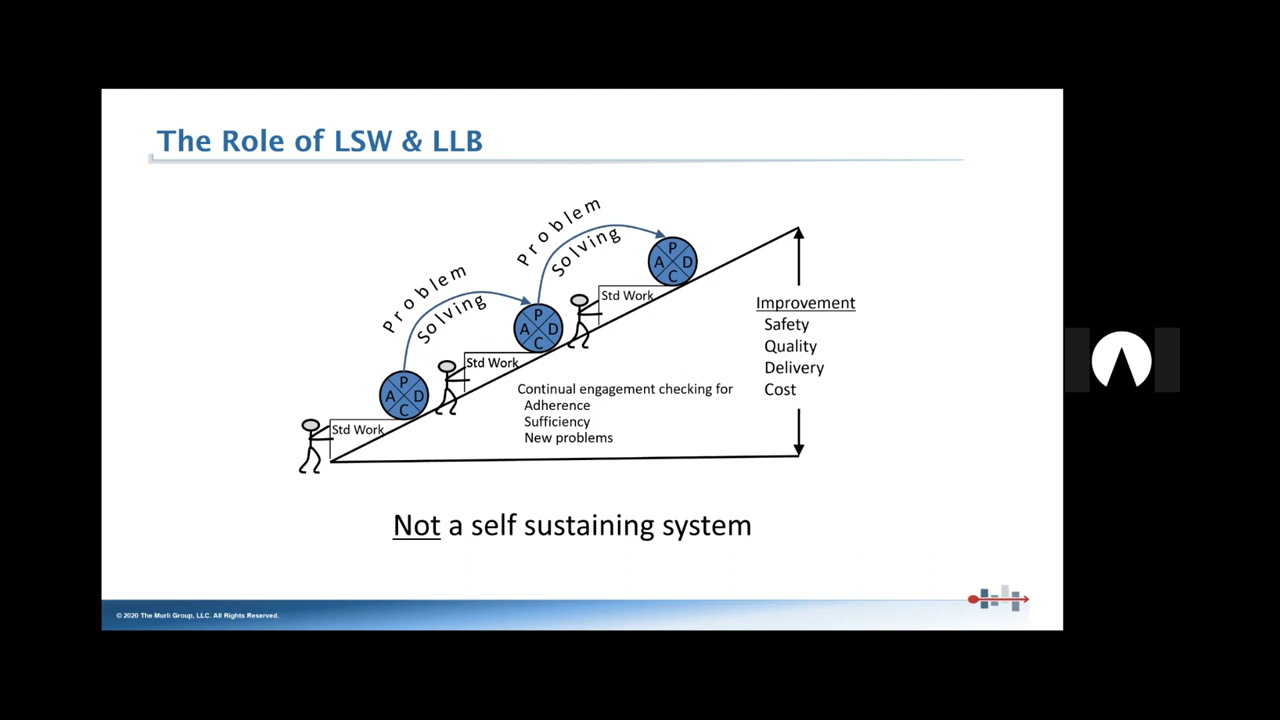 The Role of LSW & LLB
Problem
Solving
Problem
Solving
P
A D
C
Std Work
P
A D
C
Std Work
P
A D
C
Std Work
Improvement
Safety
Quality
Delivery
Cost
Continual engagement checking for
Adherence
Sufficiency
New problems
Not a self sustaining system
© 2020 The Murli Group, LLC. All Rights Reserved.